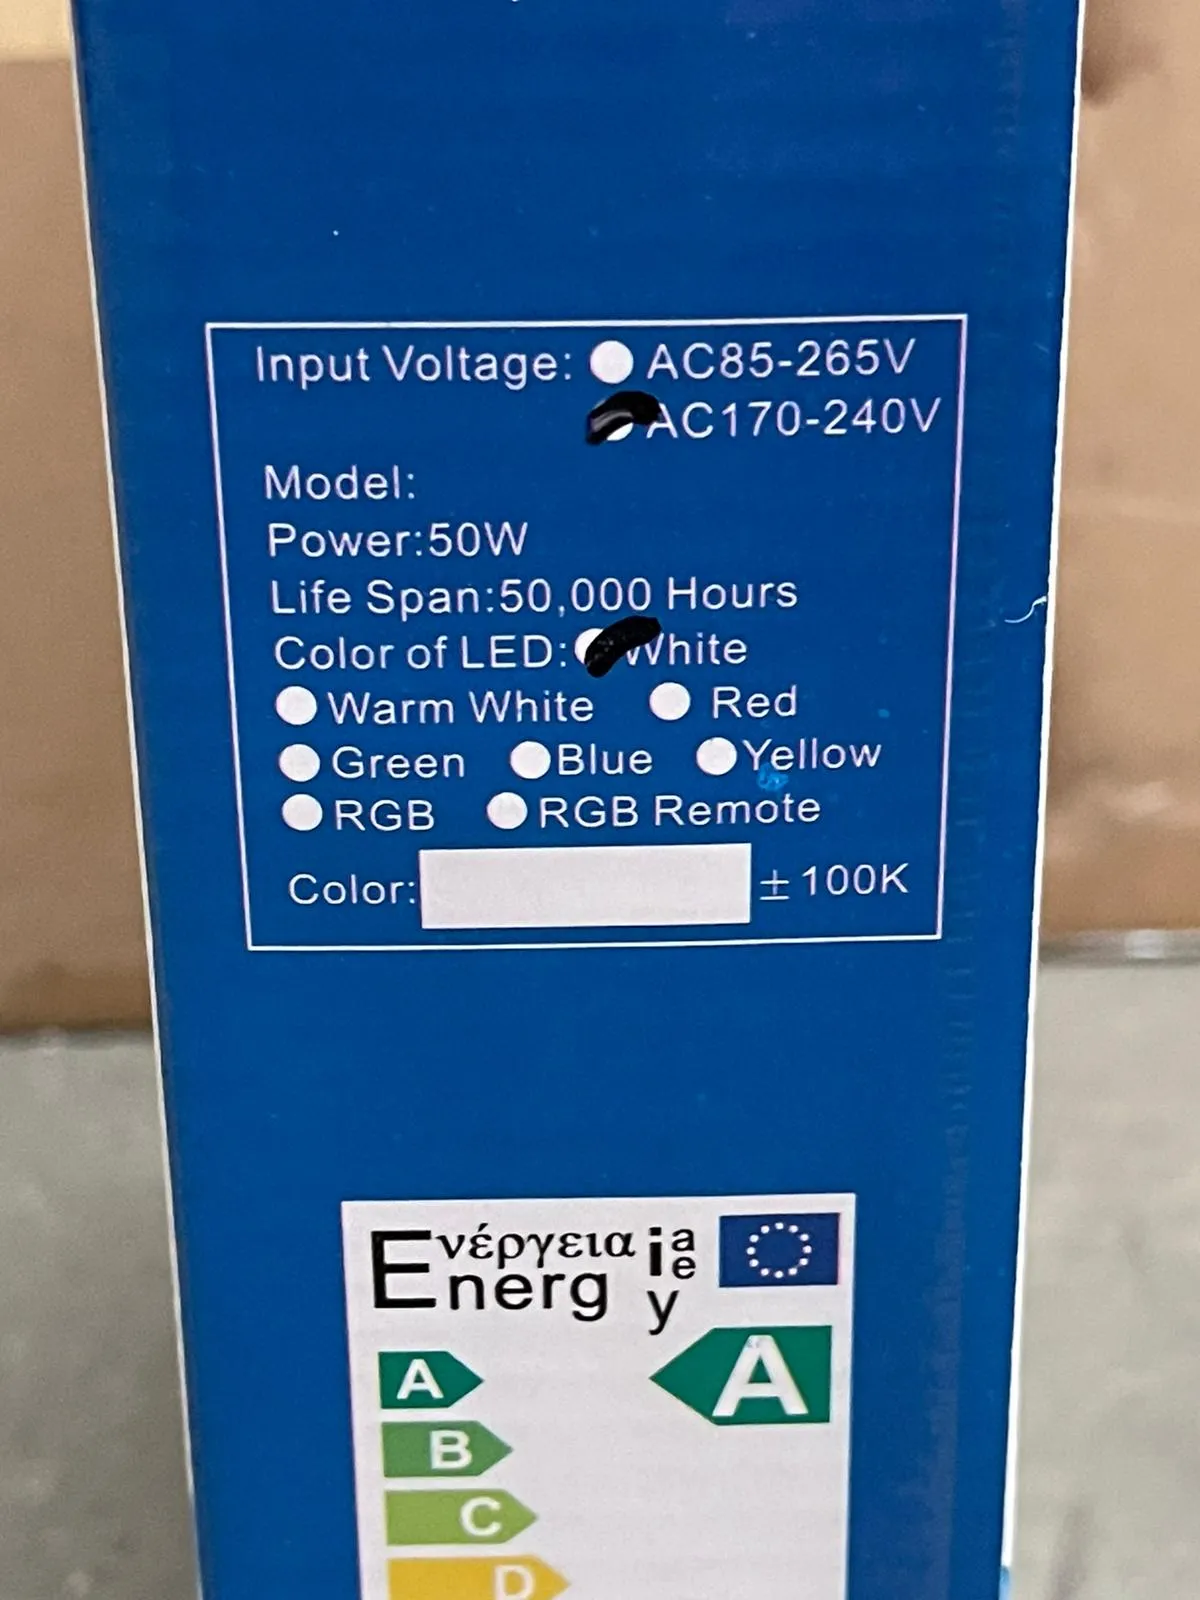 Input Voltage: AC85-265V
AC170-240V
Model:
Power:50W
Life Span:50,000 Hours
Color of LED: White
Warm White Red
Green Blue Yellow
RGB RGB Remote
Color: ±100K
Ενέργεια ia
Energ ie
y
A A
B
C
D